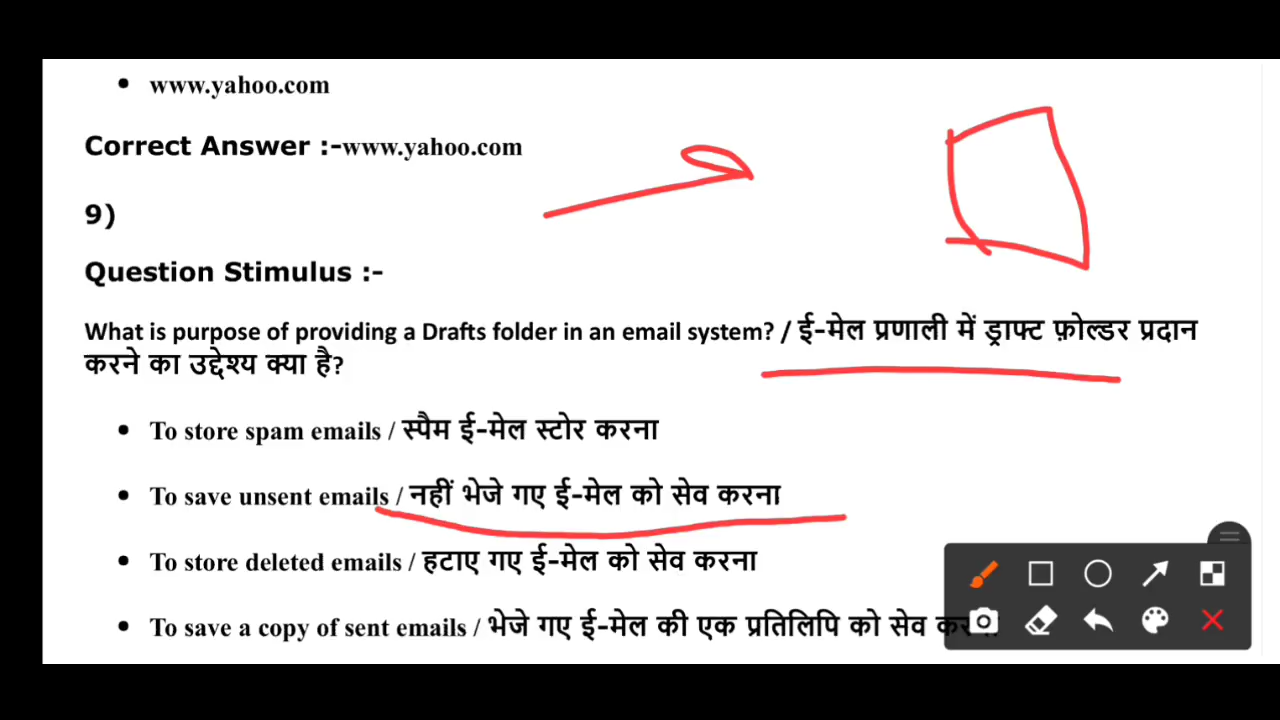 • www.yahoo.com
Correct Answer :-www.yahoo.com
9)
Question Stimulus :-
What is purpose of providing a Drafts folder in an email system? / ई-मेल प्रणाली में ड्राफ्ट फ़ोल्डर प्रदान
करने का उद्देश्य क्या है?
• To store spam emails / स्पैम ई-मेल स्टोर करना
• To save unsent emails / नहीं भेजे गए ई-मेल को सेव करना
• To store deleted emails / हटाए गए ई-मेल को सेव करना
• To save a copy of sent emails / भेजे गए ई-मेल की एक प्रतिलिपि को सेव